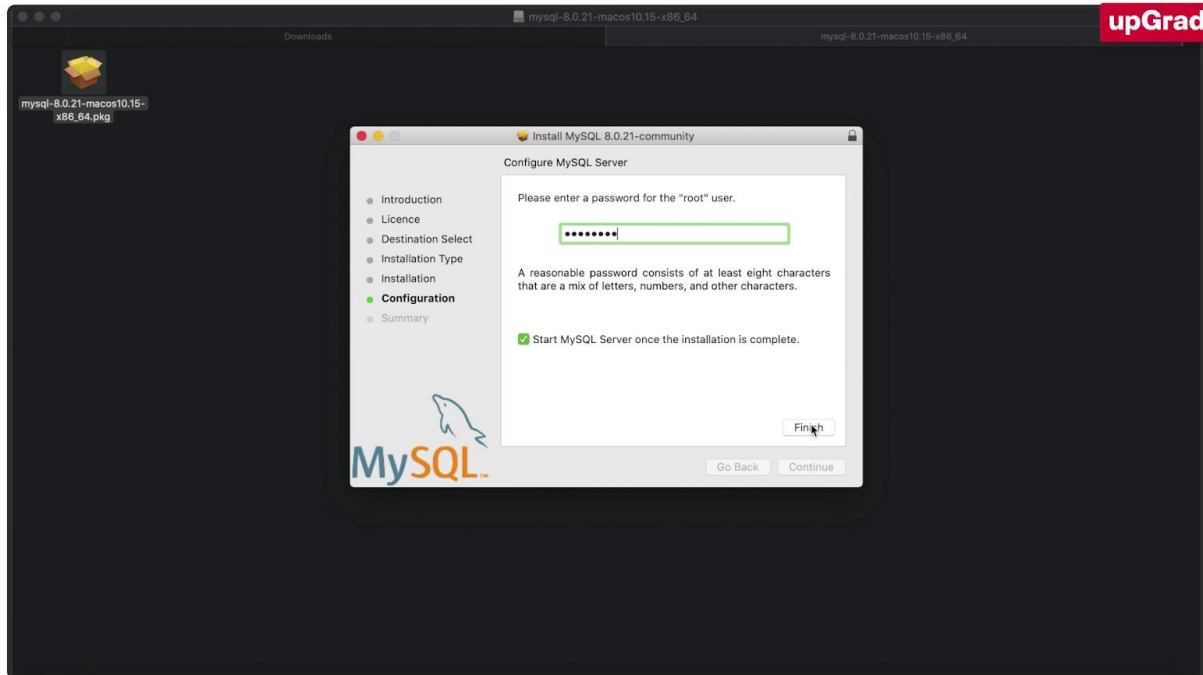 mysql-8.0.21-macos10.15-x86_64
upGrad
Downloads
mysql-8.0.21-macos10.15-x86_64
mysql-8.0.21-macos10.15-
x86_64.pkg
Install MySQL 8.0.21-community
Configure MySQL Server
Introduction
Licence
Destination Select
Installation Type
Installation
Configuration
Summary
Please enter a password for the "root" user.
••••••••
A reasonable password consists of at least eight characters
that are a mix of letters, numbers, and other characters.
Start MySQL Server once the installation is complete.
Finish
MySQL™
Go Back
Continue